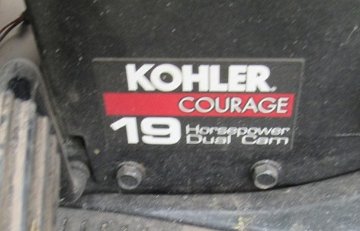 KOHLER
COURAGE
19 Horsepower
Dual Cam